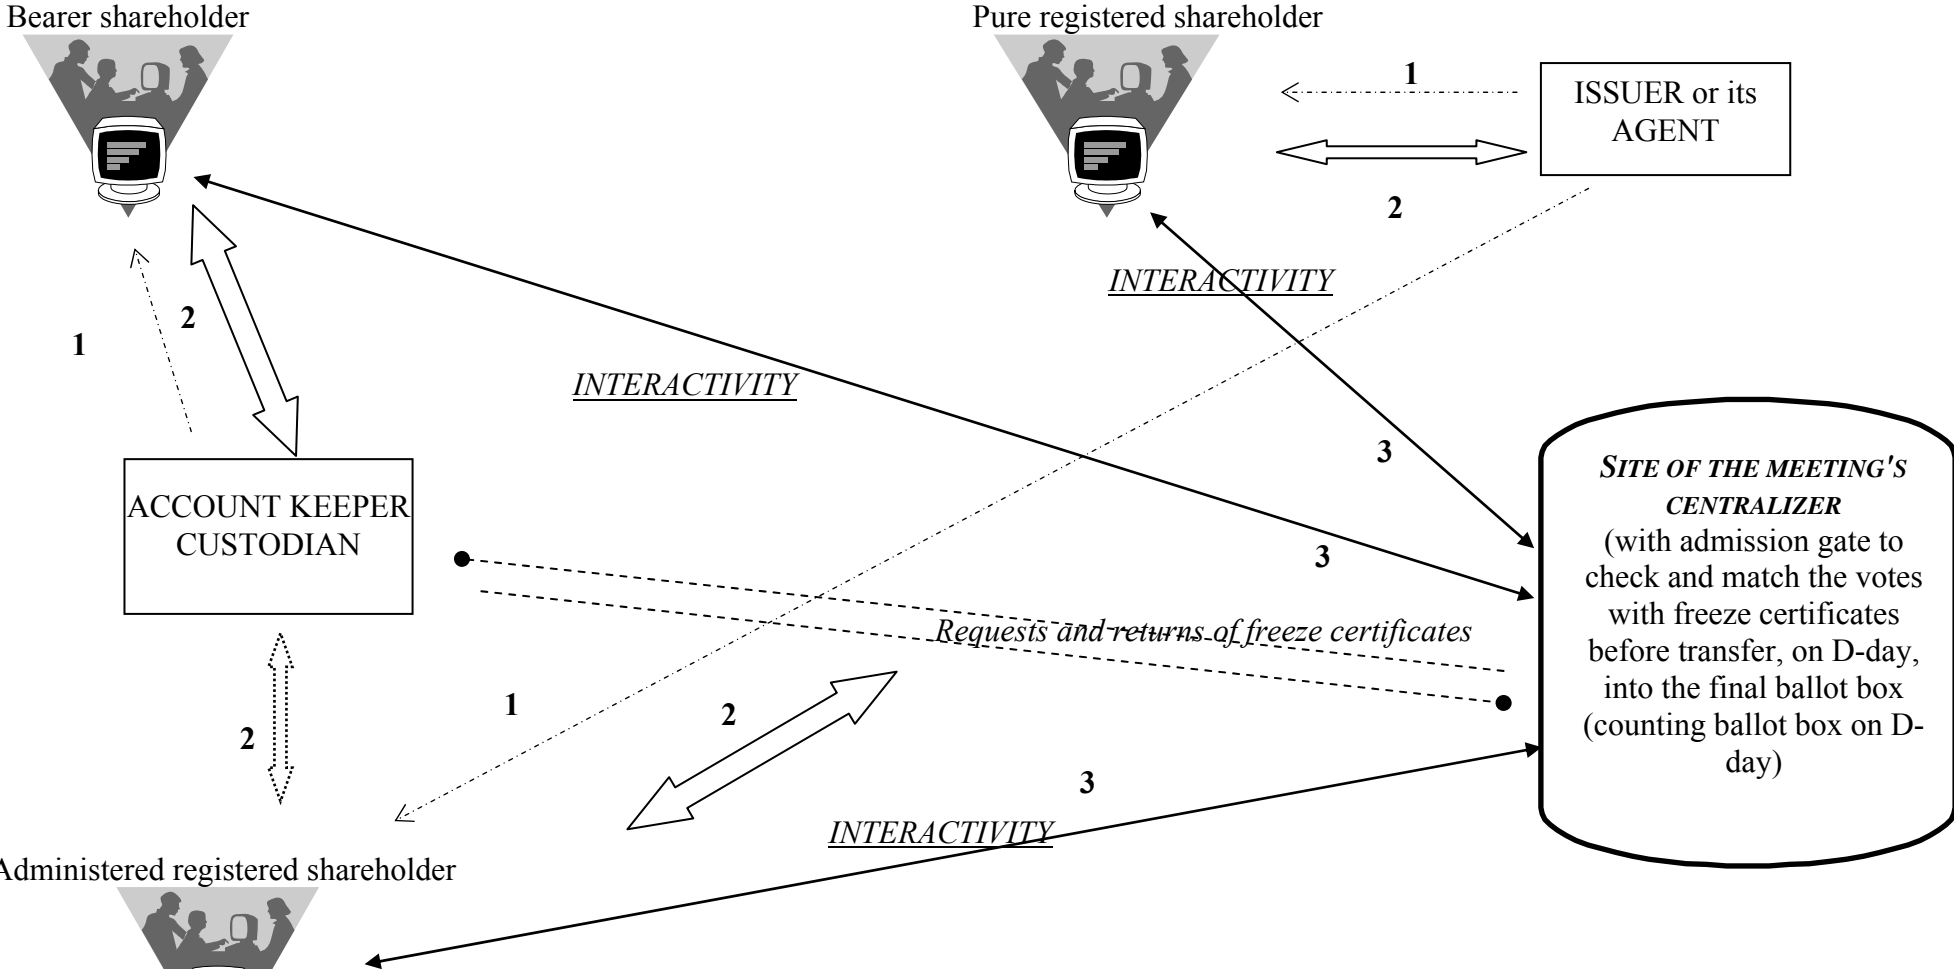 Bearer shareholder
Pure registered shareholder
1
ISSUER or its
AGENT
2
INTERACTIVITY
2
1
INTERACTIVITY
3
3
ACCOUNT KEEPER
CUSTODIAN
SITE OF THE MEETING'S
CENTRALIZER
(with admission gate to
check and match the votes
with freeze certificates
before transfer, on D-day,
into the final ballot box
(counting ballot box on D-
day)
Requests and returns of freeze certificates
1
2
2
3
INTERACTIVITY
Administered registered shareholder